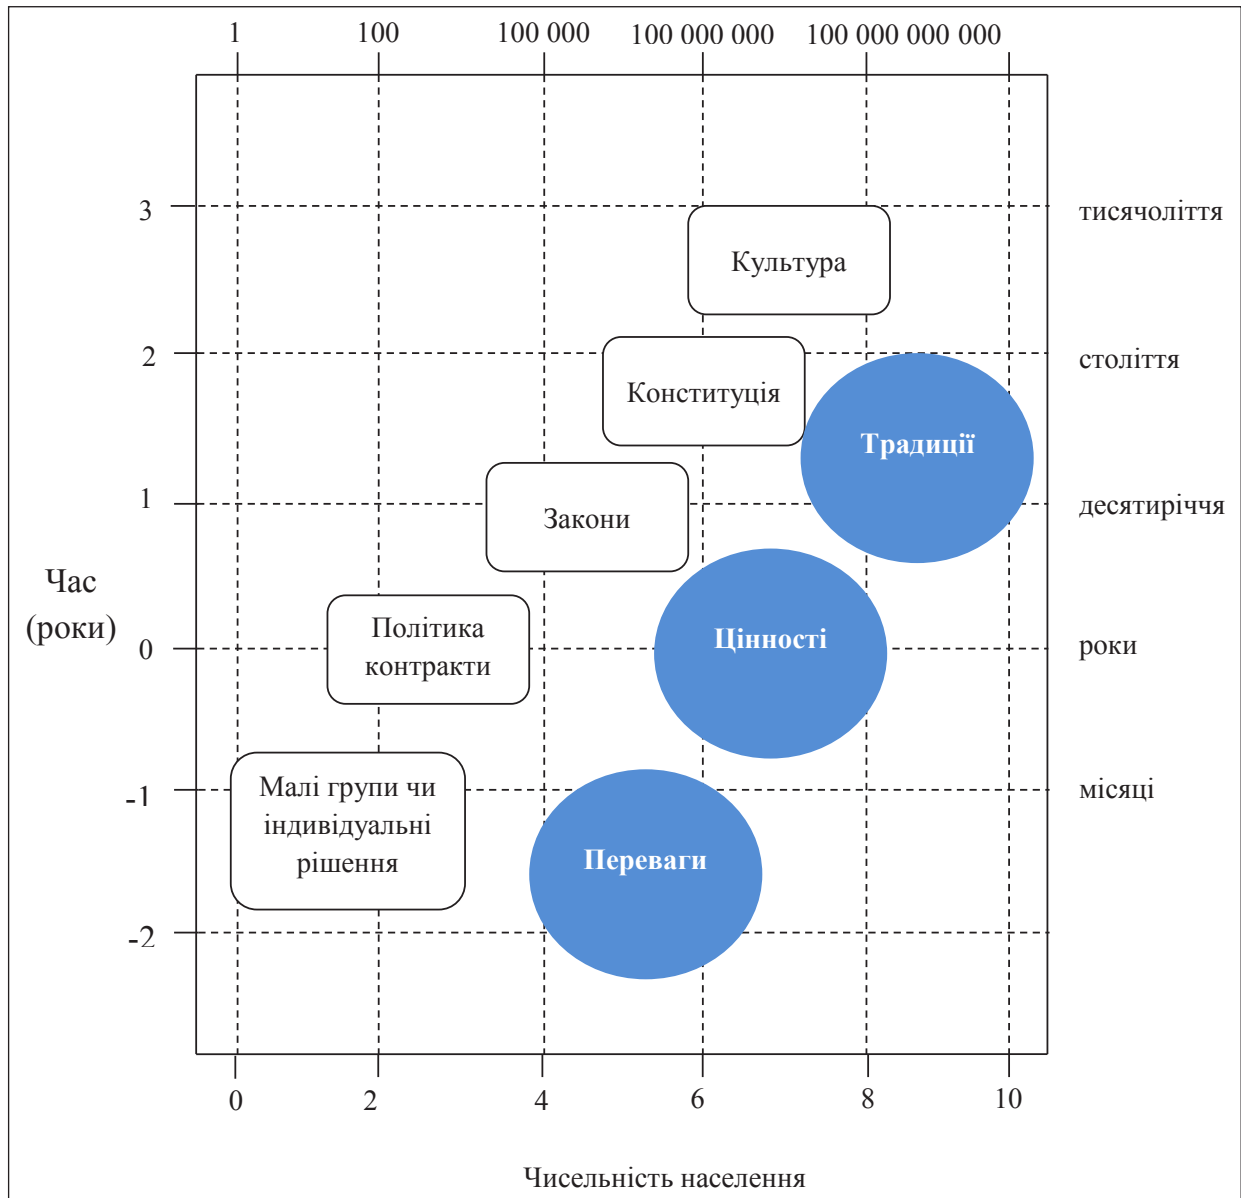 1 100 100 000 100 000 000 100 000 000 000
3 тисячоліття
Культура
2 століття
Конституція
Традиції
1 десятиріччя
Закони
Час
(роки)
Політика
контракти
Цінності
0 роки
Малі групи чи
індивідуальні
рішення
-1 місяці
Переваги
-2
0 2 4 6 8 10
Чисельність населення